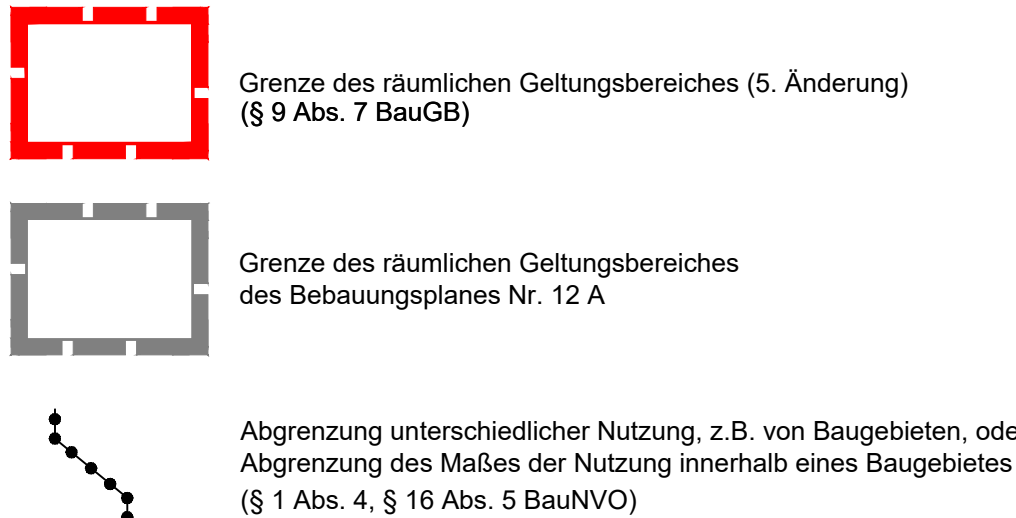 Grenze des räumlichen Geltungsbereiches (5. Änderung)
(§ 9 Abs. 7 BauGB)
Grenze des räumlichen Geltungsbereiches
des Bebauungsplanes Nr. 12 A
Abgrenzung unterschiedlicher Nutzung, z.B. von Baugebieten, ode
Abgrenzung des Maßes der Nutzung innerhalb eines Baugebietes
(§ 1 Abs. 4, § 16 Abs. 5 BauNVO)